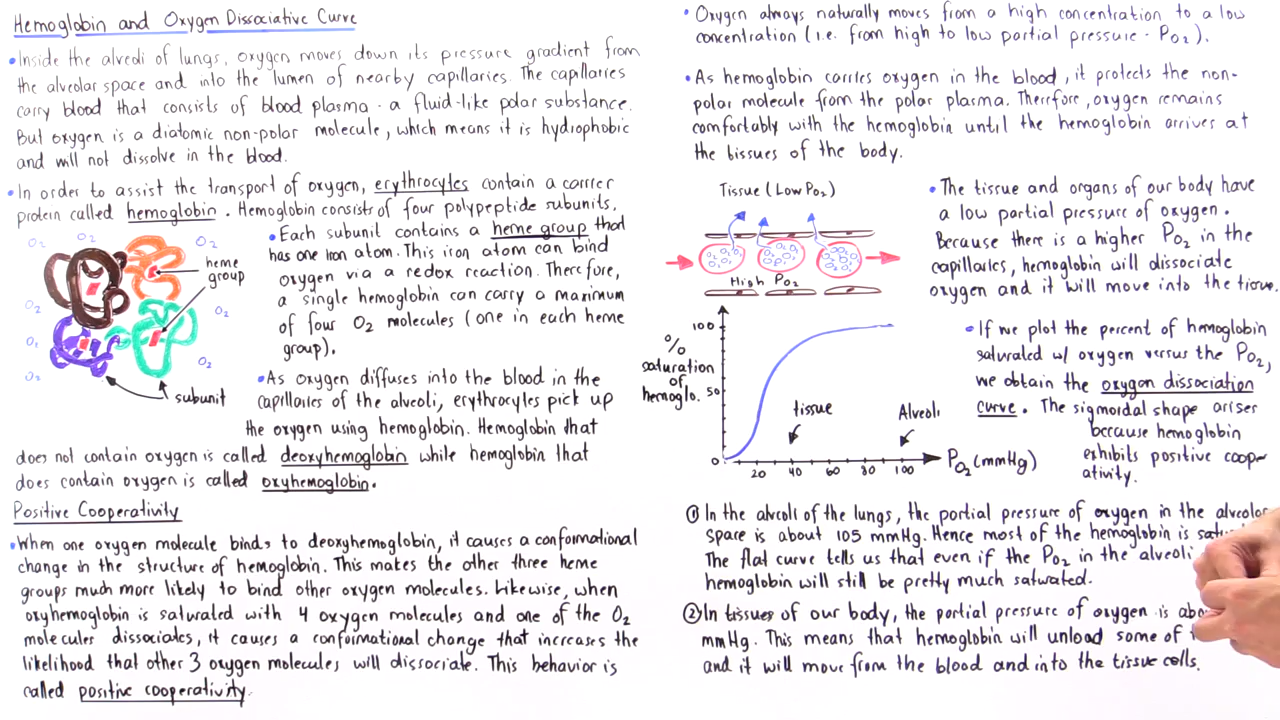 Hemoglobin and Oxygen Dissociative Curve
• Inside the alveoli of lungs, oxygen moves down its pressure gradient from
the alveolar space and into the lumen of nearby capillaries. The capillaries
carry blood that consists of blood plasma - a fluid-like polar substance.
But oxygen is a diatomic non-polar molecule, which means it is hydrophobic
and will not dissolve in the blood.
• In order to assist the transport of oxygen, erythrocytes contain a carrier
protein called hemoglobin. Hemoglobin consists of four polypeptide subunits.
O2 O2 O2
O2 O2
O2
O2 O2
heme
group
subunit
• Each subunit contains a heme group that
has one iron atom. This iron atom can bind
oxygen via a redox reaction. Therefore,
a single hemoglobin can carry a maximum
of four O2 molecules (one in each heme
group).
• As oxygen diffuses into the blood in the
capillaries of the alveoli, erythrocytes pick up
the oxygen using hemoglobin. Hemoglobin that
does not contain oxygen is called deoxyhemoglobin while hemoglobin that
does contain oxygen is called oxyhemoglobin.
Positive Cooperativity
• When one oxygen molecule binds to deoxyhemoglobin, it causes a conformational
change in the structure of hemoglobin. This makes the other three heme
groups much more likely to bind other oxygen molecules. Likewise, when
oxyhemoglobin is saturated with 4 oxygen molecules and one of the O2
molecules dissociates, it causes a conformational change that increases the
likelihood that other 3 oxygen molecules will dissociate. This behavior is
called positive cooperativity.
• Oxygen always naturally moves from a high concentration to a low
concentration (i.e. from high to low partial pressure - PO2).
• As hemoglobin carries oxygen in the blood, it protects the non-
polar molecule from the polar plasma. Therefore, oxygen remains
comfortably with the hemoglobin until the hemoglobin arrives at
the tissues of the body.
Tissue (Low PO2)
High PO2
• The tissue and organs of our body have
a low partial pressure of oxygen.
Because there is a higher PO2 in the
capillaries, hemoglobin will dissociate
oxygen and it will move into the tissue.
%
saturation
of
hemoglo.
100
50
0
tissue
Alveoli
20 40 60 80 100
PO2 (mmHg)
• If we plot the percent of hemoglobin
saturated w/ oxygen versus the PO2,
we obtain the oxygen dissociation
curve. The sigmoidal shape arises
because hemoglobin
exhibits positive cooper-
ativity.
① In the alveoli of the lungs, the partial pressure of oxygen in the alveolar
space is about 105 mmHg. Hence most of the hemoglobin is
The flat curve tells us that even if the PO2 in the alveoli
hemoglobin will still be pretty much saturated.
② In tissues of our body, the partial pressure of oxygen is
mmHg. This means that hemoglobin will unload some of
and it will move from the blood and into the tissue cells.